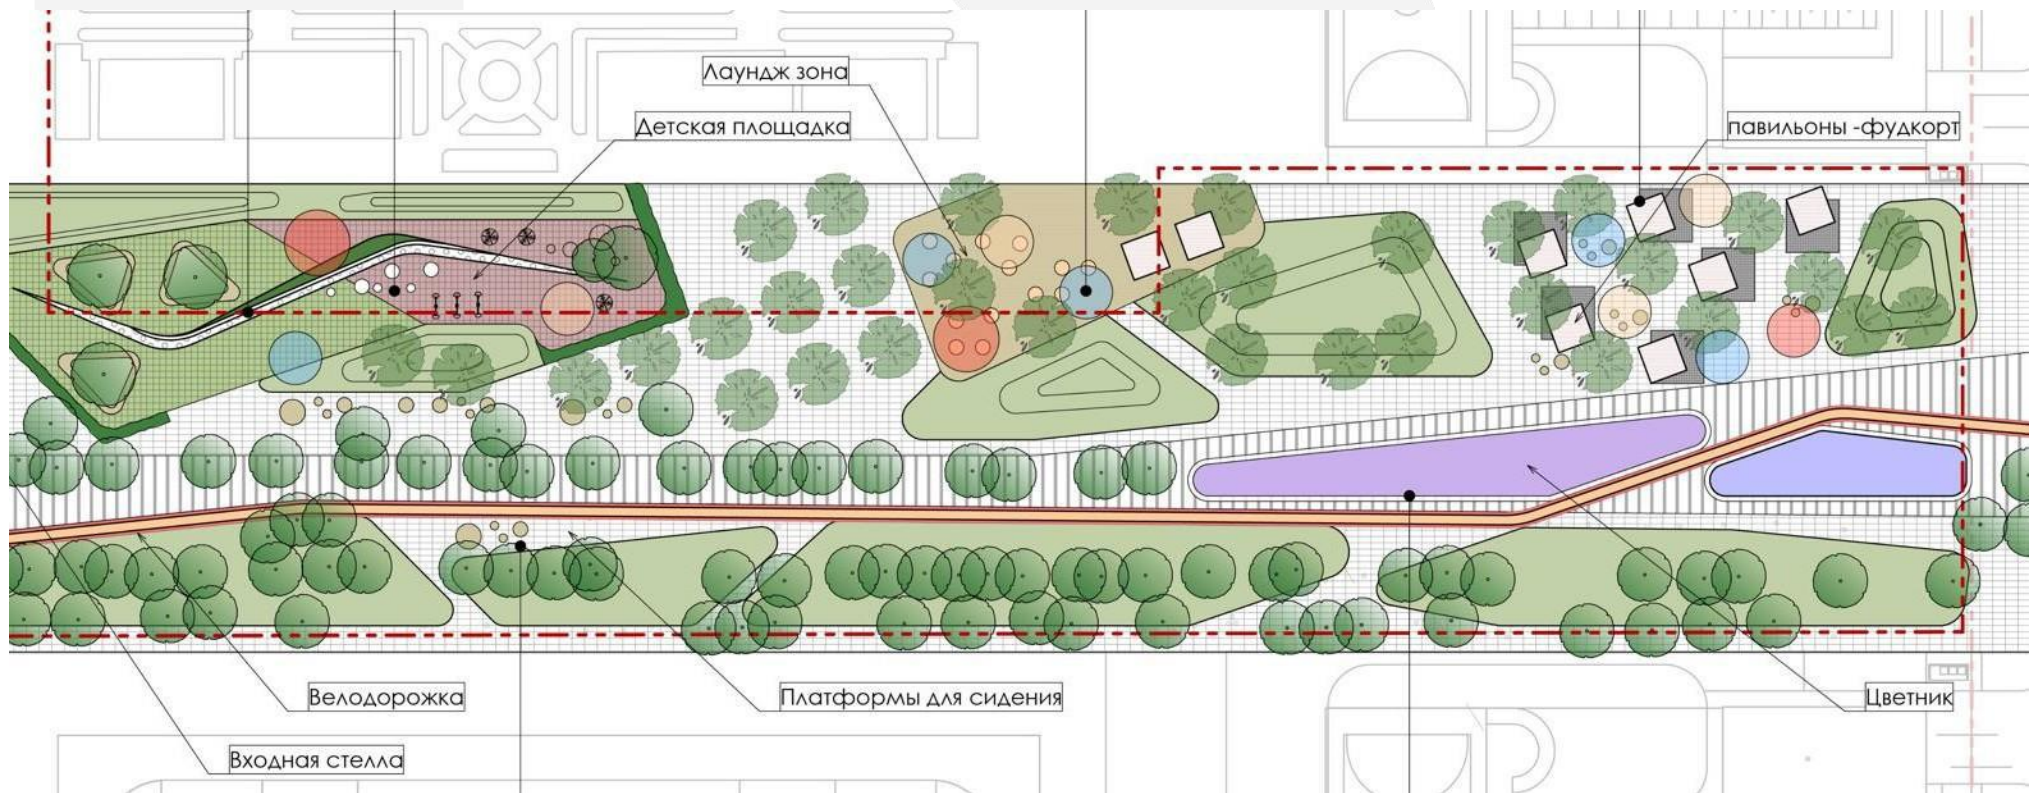 Лаундж зона
Детская площадка
павильоны -фудкорт
Велодорожка
Платформы для сидения
Цветник
Входная стелла